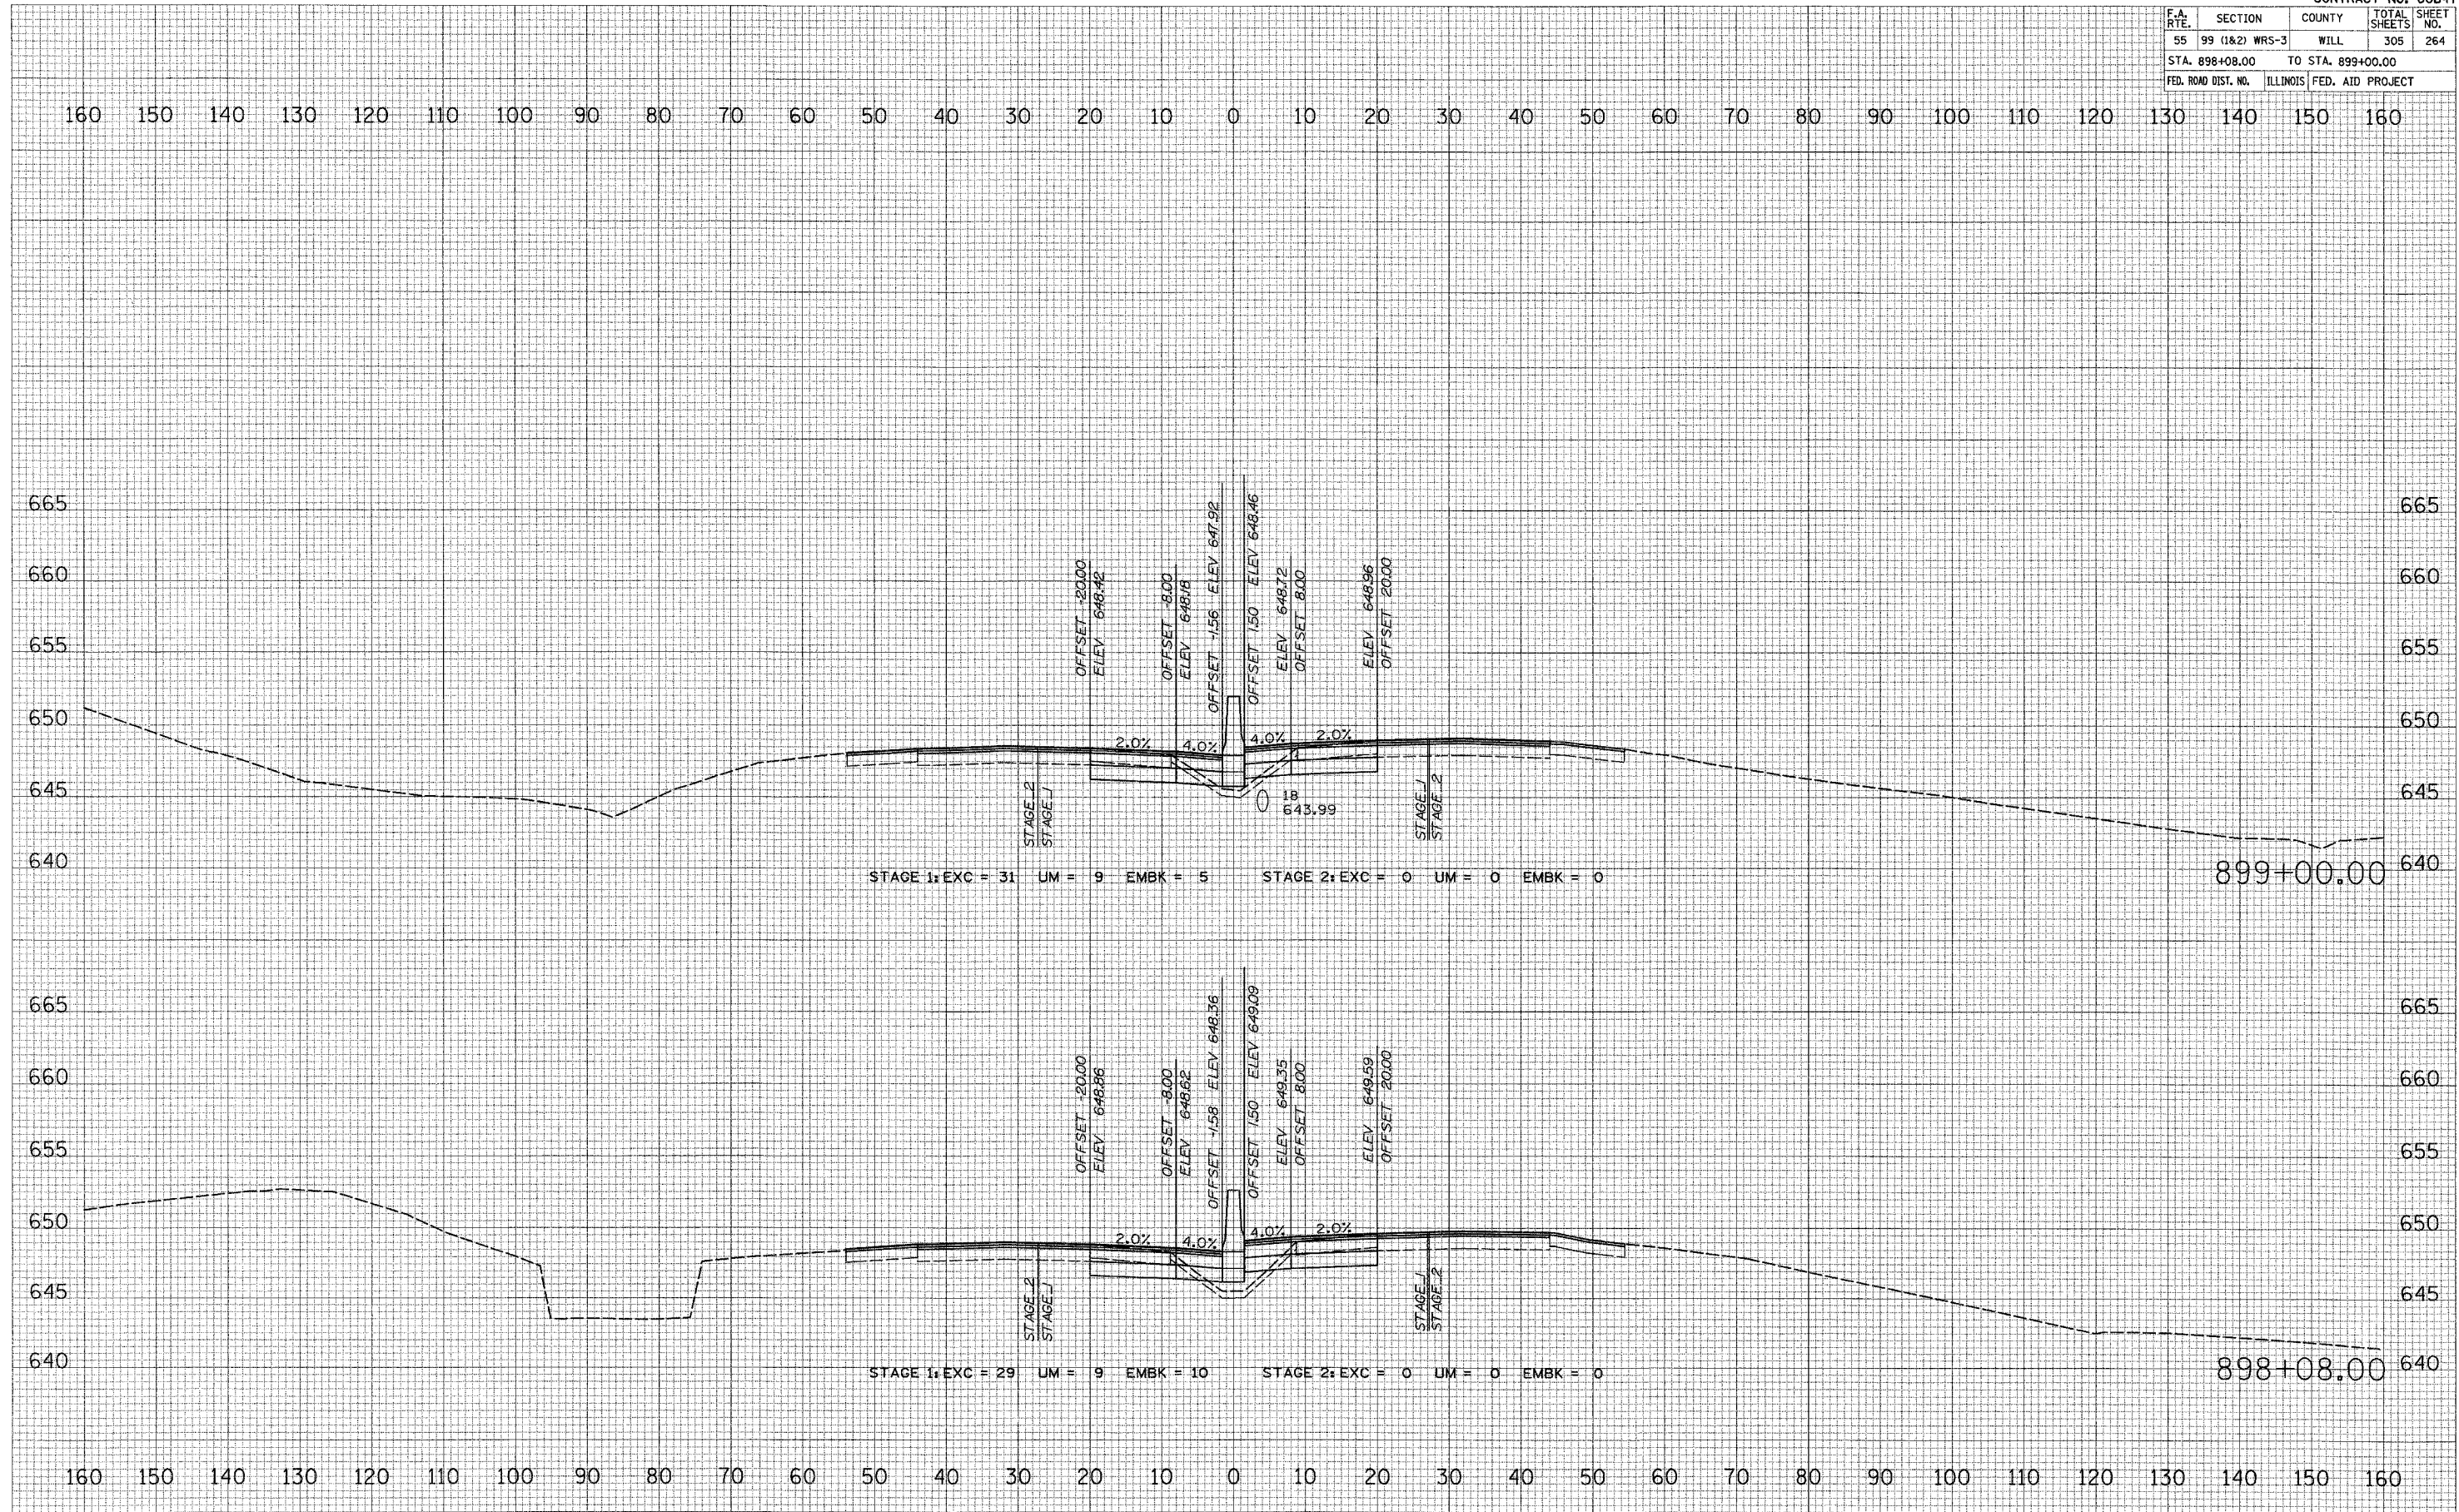 F.A. RTE. SECTION COUNTY TOTAL SHEETS SHEET NO.
55 99 (1&2) WRS-3 WILL 305 264
STA. 898+08.00 TO STA. 899+00.00
FED. ROAD DIST. NO. ILLINOIS FED. AID PROJECT
160 150 140 130 120 110 100 90 80 70 60 50 40 30 20 10 0 10 20 30 40 50 60 70 80 90 100 110 120 130 140 150 160
665 665
660 660
655 655
650 650
645 645
640 640
OFFSET -20.00
ELEV 648.42
OFFSET -8.00
ELEV 648.18
OFFSET -1.56 ELEV 647.92
OFFSET 1.50 ELEV 648.46
ELEV 648.72
OFFSET 8.00
ELEV 648.96
OFFSET 20.00
2.0% 4.0% 4.0% 2.0%
STAGE 2
STAGE 1
18
643.99
STAGE 1
STAGE 2
STAGE 1: EXC = 31 UM = 9 EMBK = 5 STAGE 2: EXC = 0 UM = 0 EMBK = 0
899+00.00
665 665
660 660
655 655
650 650
645 645
640 640
OFFSET -20.00
ELEV 648.86
OFFSET -8.00
ELEV 648.62
OFFSET -1.58 ELEV 648.36
OFFSET 1.50 ELEV 649.09
ELEV 649.35
OFFSET 8.00
ELEV 649.59
OFFSET 20.00
2.0% 4.0% 4.0% 2.0%
STAGE 2
STAGE 1
STAGE 1
STAGE 2
STAGE 1: EXC = 29 UM = 9 EMBK = 10 STAGE 2: EXC = 0 UM = 0 EMBK = 0
898+08.00
160 150 140 130 120 110 100 90 80 70 60 50 40 30 20 10 0 10 20 30 40 50 60 70 80 90 100 110 120 130 140 150 160